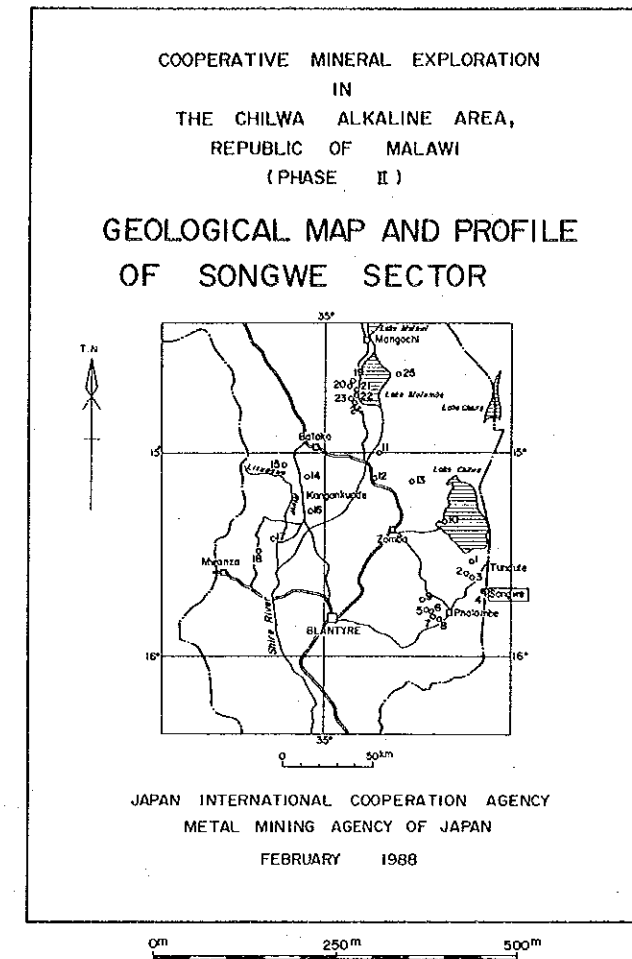 COOPERATIVE MINERAL EXPLORATION
IN
THE CHILWA ALKALINE AREA,
REPUBLIC OF MALAWI
(PHASE II)
GEOLOGICAL MAP AND PROFILE
OF SONGWE SECTOR
35°
T.N
Mangochi
19
25
20
21
22
23
Lake Malombe
Lake Chiuta
Balaka
15°
11
15°
Lake Chilwa
14
12
13
Kangankunde
16
10
Zomba
17
18
1
Tundulu
2
3
Mwanza
Songwe
4
9
5
6
Phalombe
7
8
Shire River
BLANTYRE
16°
16°
35°
0
50km
JAPAN INTERNATIONAL COOPERATION AGENCY
METAL MINING AGENCY OF JAPAN
FEBRUARY 1988
0m
250m
500m